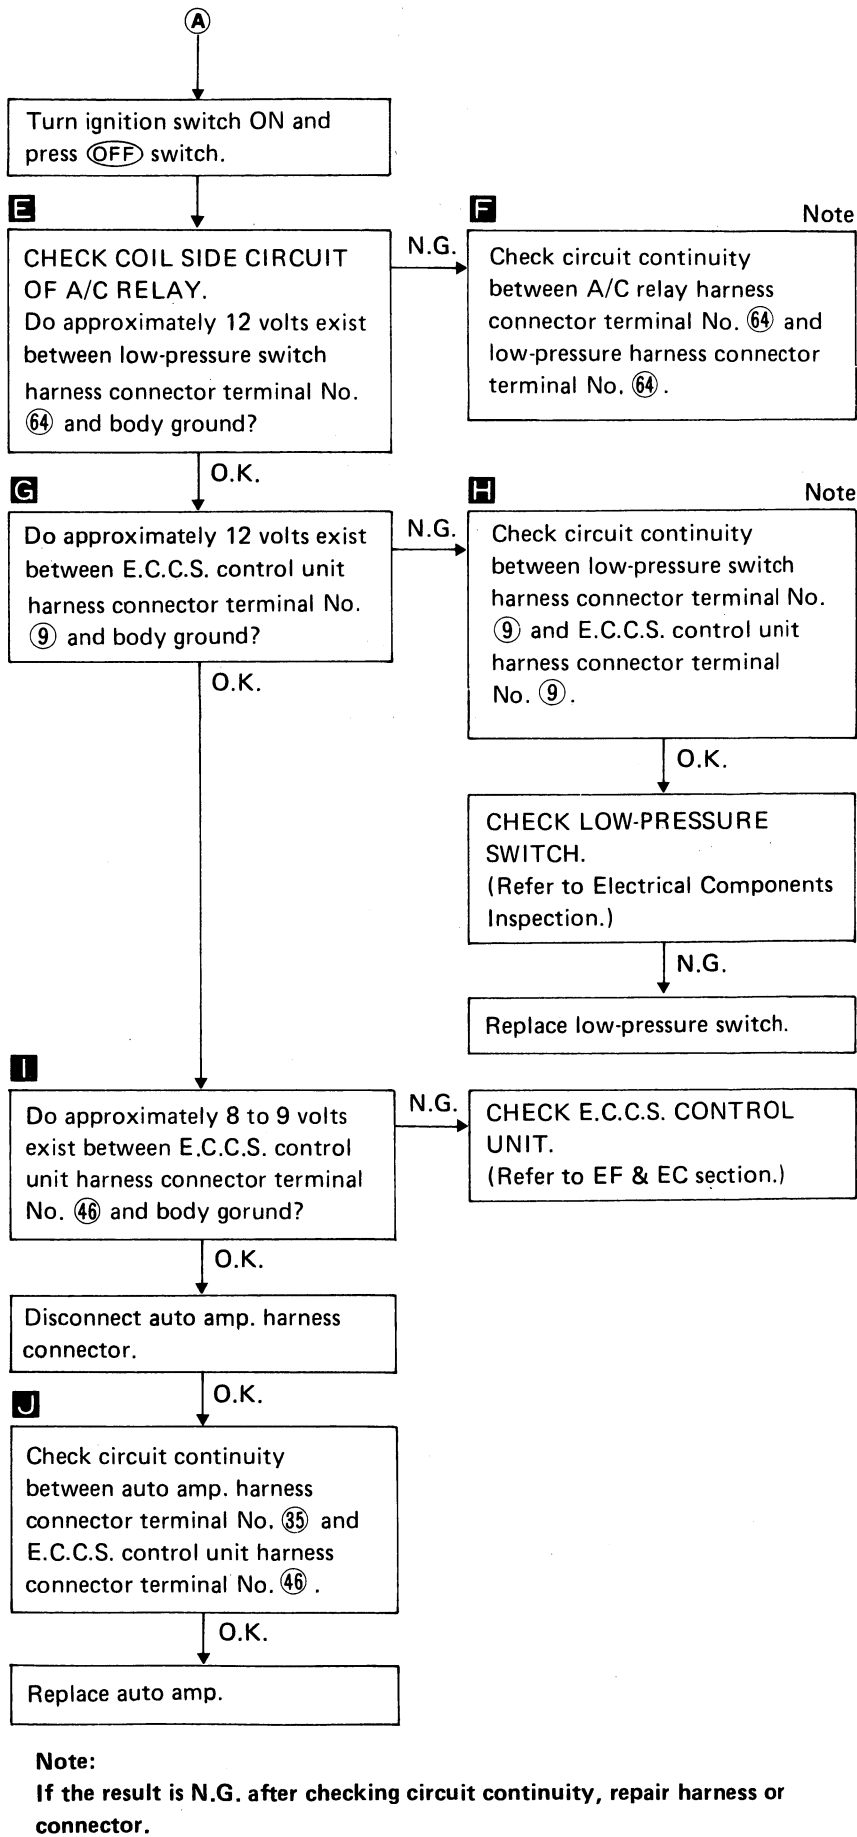 A
Turn ignition switch ON and
press OFF switch.
E
CHECK COIL SIDE CIRCUIT
OF A/C RELAY.
Do approximately 12 volts exist
between low-pressure switch
harness connector terminal No.
64 and body ground?
N.G.
F
Note
Check circuit continuity
between A/C relay harness
connector terminal No. 64 and
low-pressure harness connector
terminal No. 64.
O.K.
G
Do approximately 12 volts exist
between E.C.C.S. control unit
harness connector terminal No.
9 and body ground?
N.G.
H
Note
Check circuit continuity
between low-pressure switch
harness connector terminal No.
9 and E.C.C.S. control unit
harness connector terminal
No. 9.
O.K.
O.K.
CHECK LOW-PRESSURE
SWITCH.
(Refer to Electrical Components
Inspection.)
N.G.
Replace low-pressure switch.
I
Do approximately 8 to 9 volts
exist between E.C.C.S. control
unit harness connector terminal
No. 46 and body gorund?
N.G.
CHECK E.C.C.S. CONTROL
UNIT.
(Refer to EF & EC section.)
O.K.
Disconnect auto amp. harness
connector.
O.K.
J
Check circuit continuity
between auto amp. harness
connector terminal No. 35 and
E.C.C.S. control unit harness
connector terminal No. 46.
O.K.
Replace auto amp.
Note:
If the result is N.G. after checking circuit continuity, repair harness or
connector.